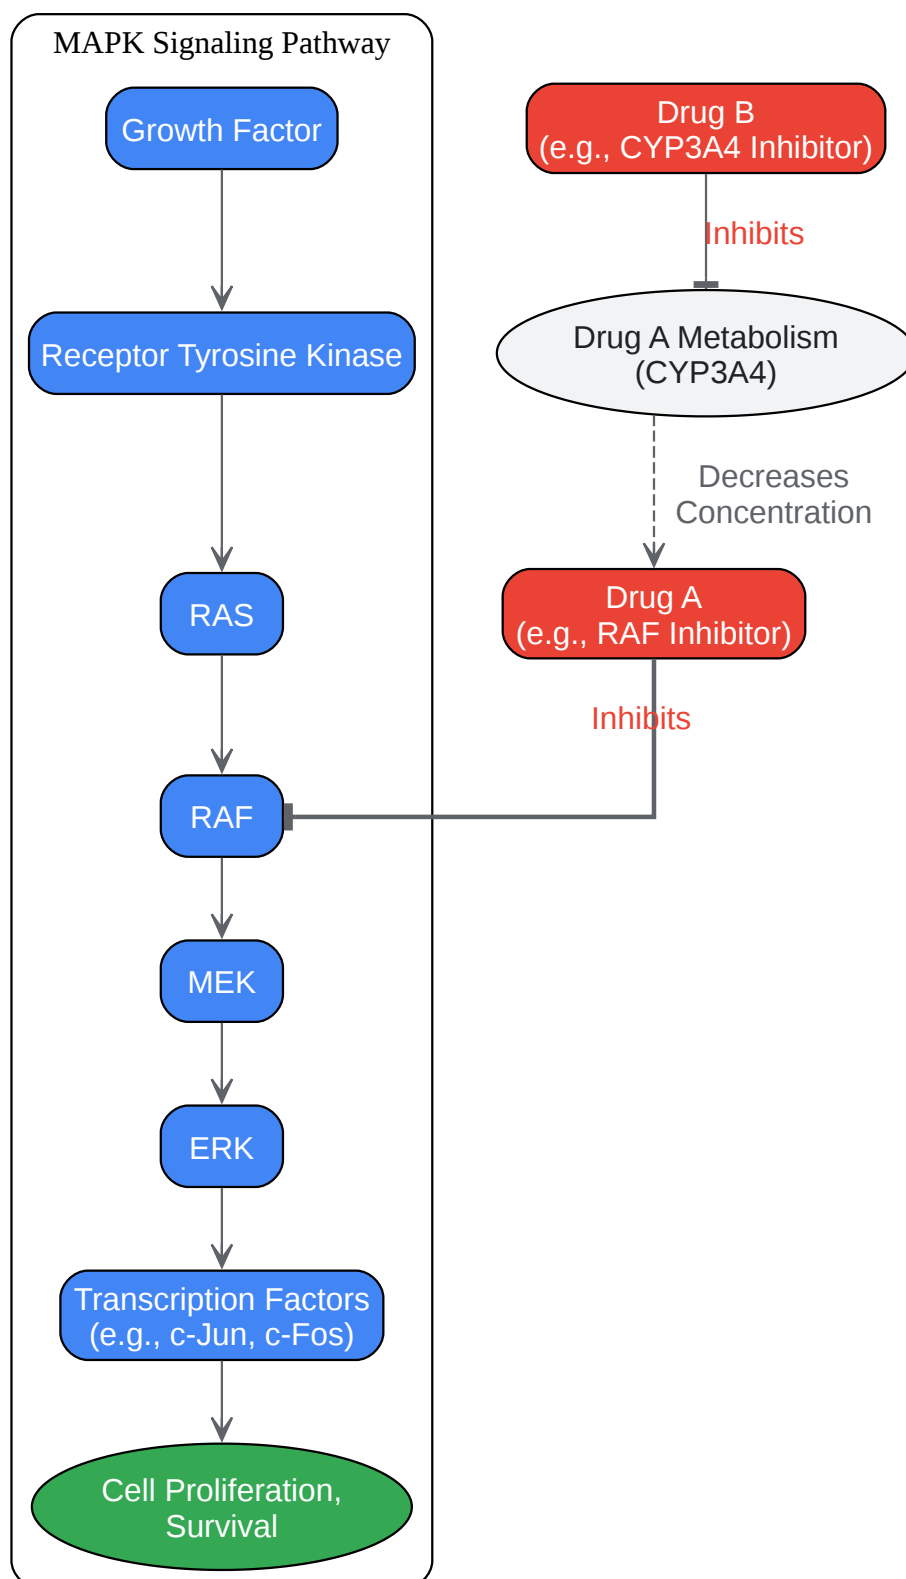 MAPK Signaling Pathway
Growth Factor
Receptor Tyrosine Kinase
RAS
RAF
MEK
ERK
Transcription Factors
(e.g., c-Jun, c-Fos)
Cell Proliferation,
Survival
Drug B
(e.g., CYP3A4 Inhibitor)
Inhibits
Drug A Metabolism
(CYP3A4)
Decreases
Concentration
Drug A
(e.g., RAF Inhibitor)
Inhibits